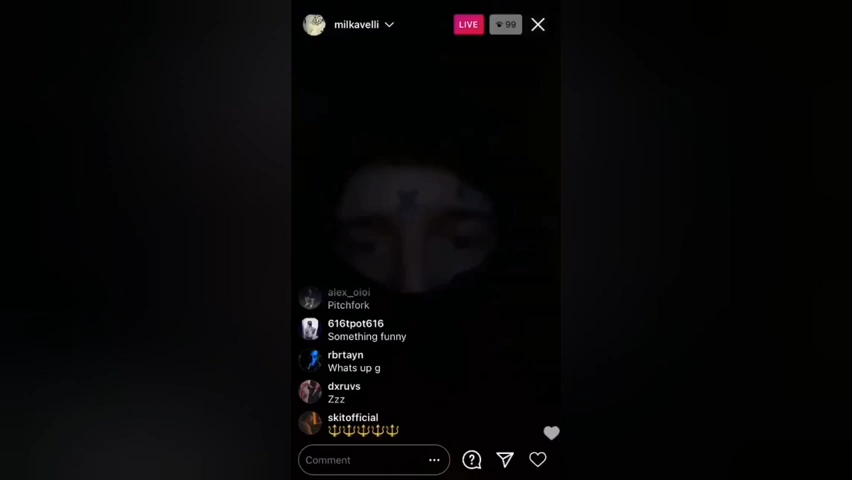 milkavelli
LIVE
99
alex_oioi
Pitchfork
616tpot616
Something funny
rbrtayn
Whats up g
dxruvs
Zzz
skitofficial
🔱🔱🔱🔱🔱
Comment